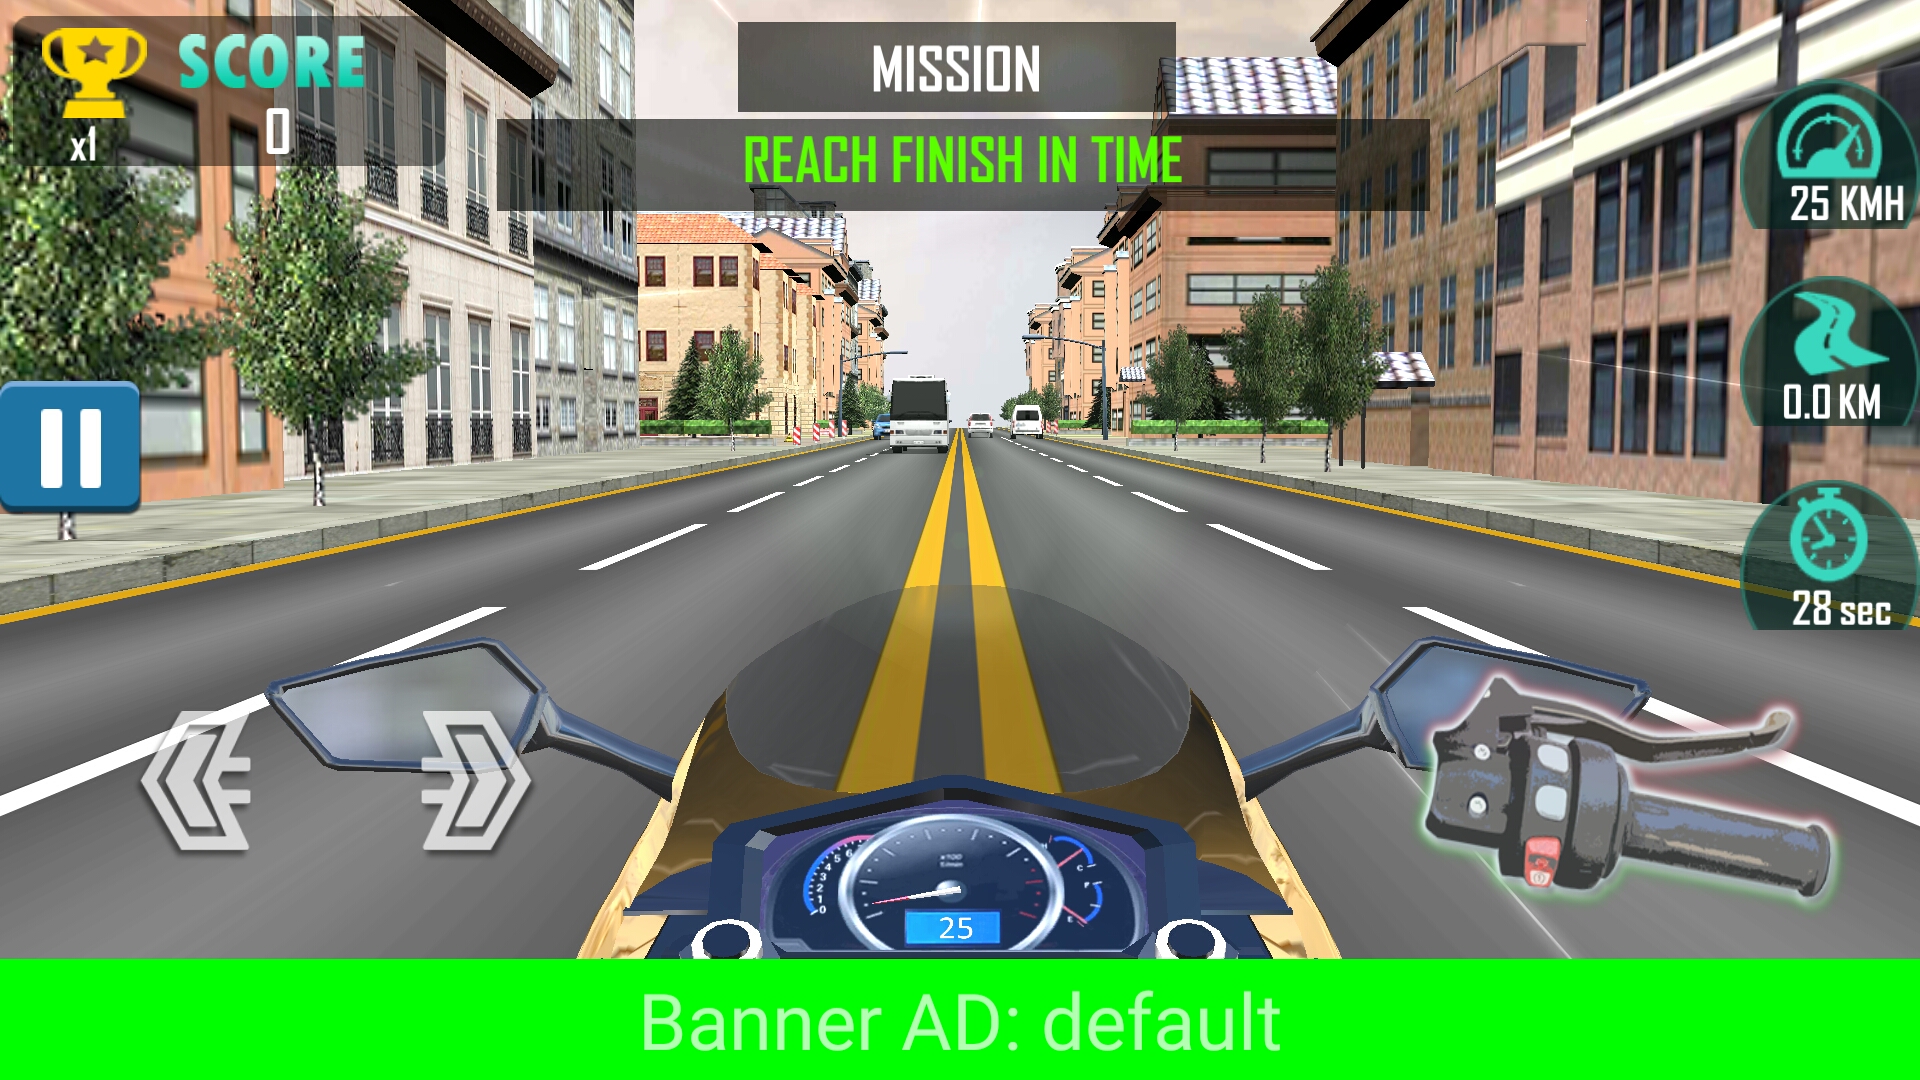 SCORE
x1
0
MISSION
REACH FINISH IN TIME
25 KMH
0.0 KM
28 sec
25
Banner AD: default